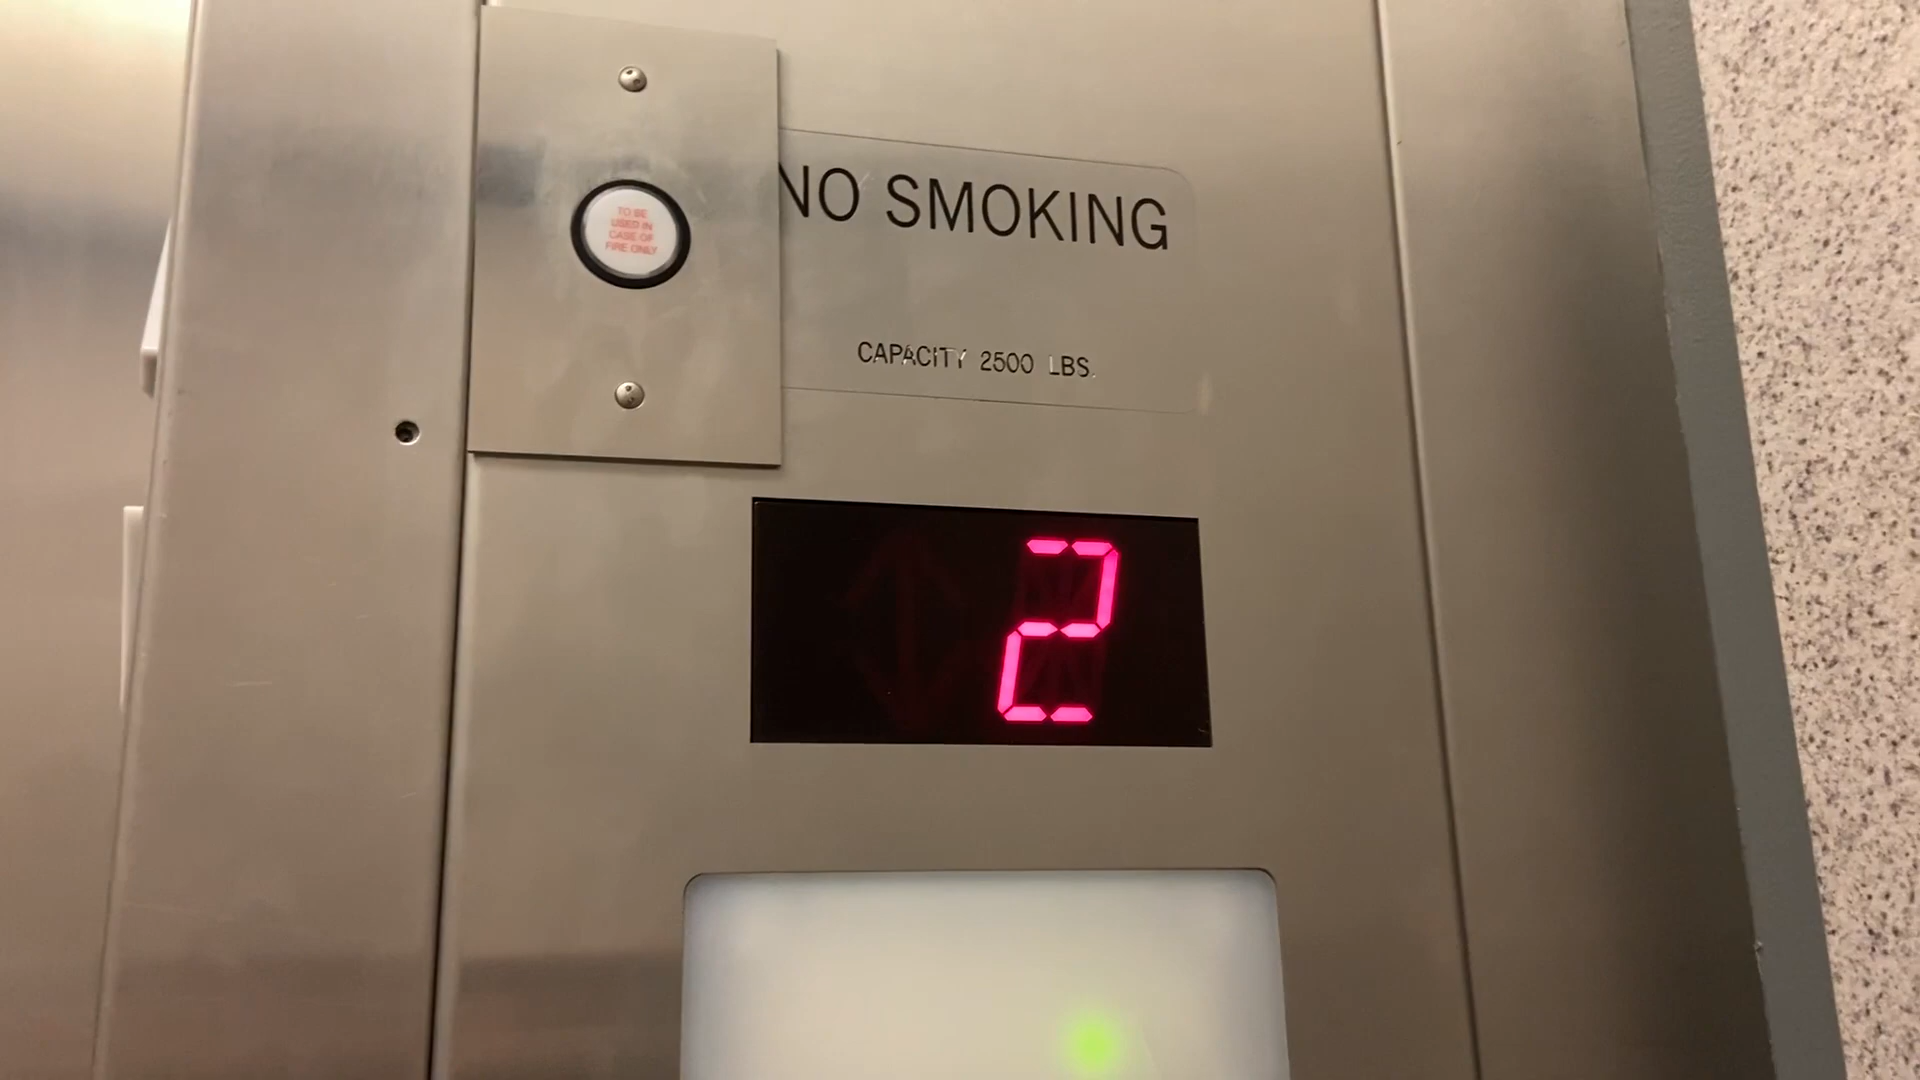 TO BE
USED IN
CASE OF
FIRE ONLY
NO SMOKING
CAPACITY 2500 LBS.
2